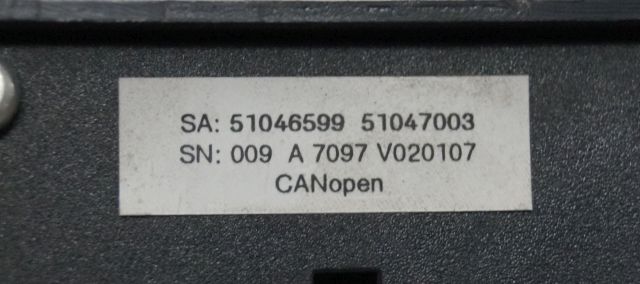 SA: 51046599 51047003
SN: 009 A 7097 V020107
CANopen